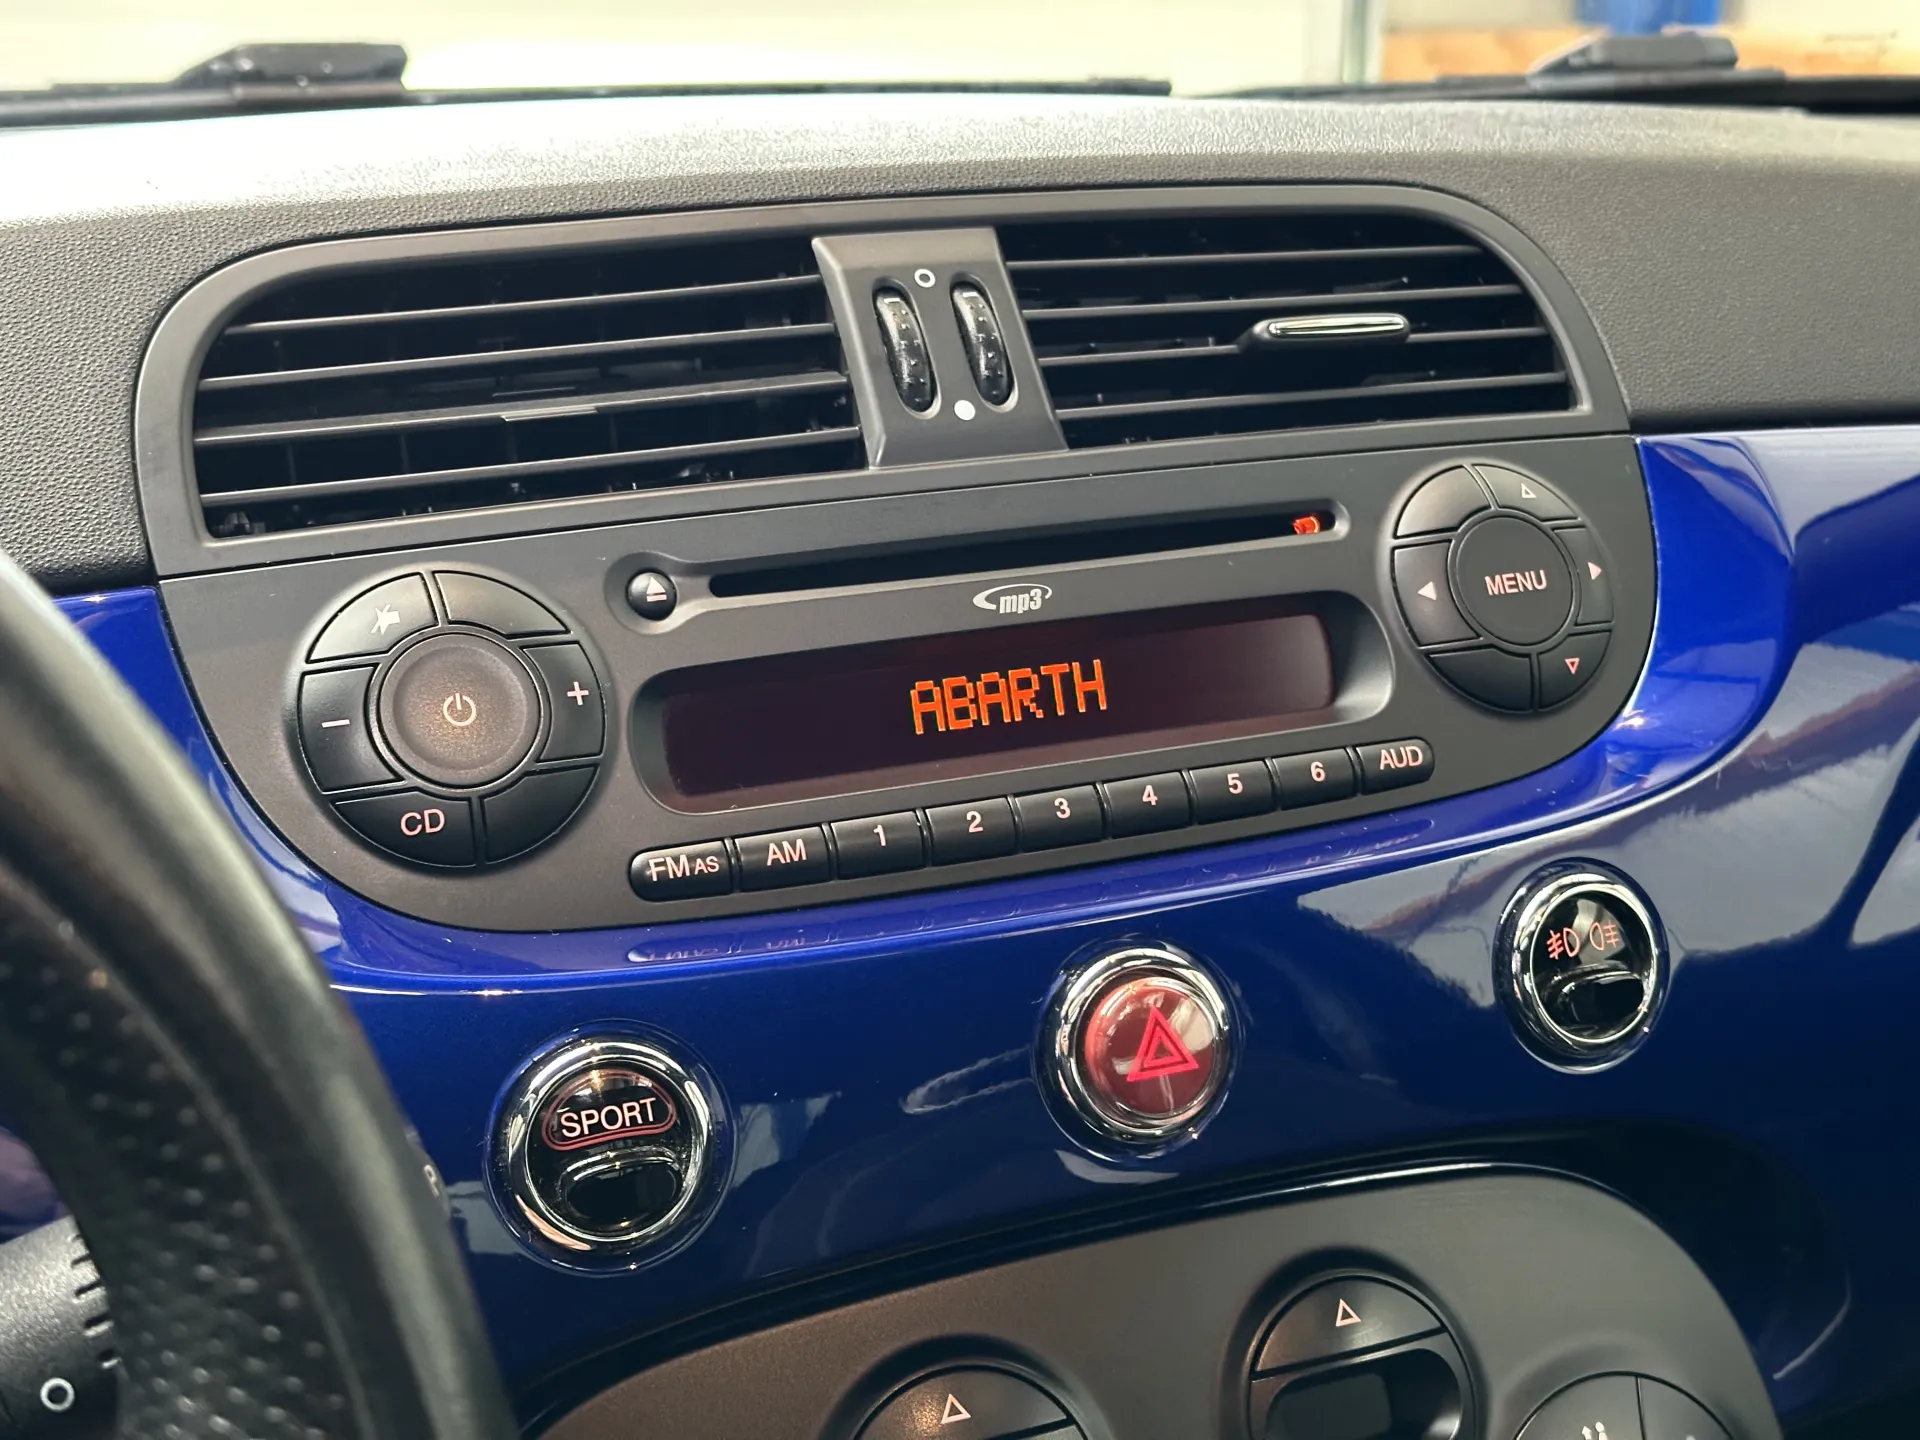 mp3
MENU
ABARTH
CD
FM AS AM 1 2 3 4 5 6 AUD
SPORT